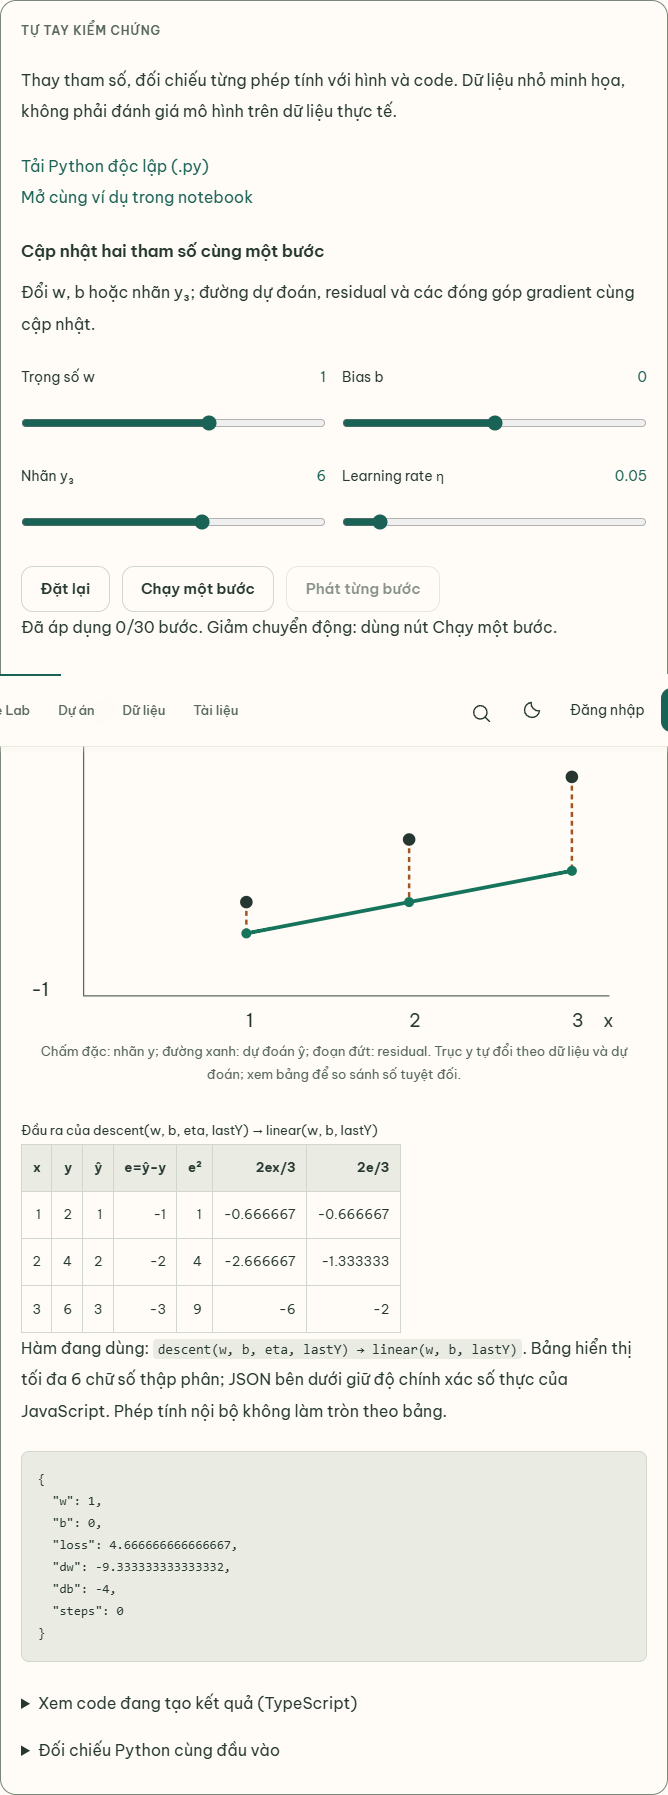 TỰ TAY KIỂM CHỨNG
Thay tham số, đối chiếu từng phép tính với hình và code. Dữ liệu nhỏ minh họa,
không phải đánh giá mô hình trên dữ liệu thực tế.
Tải Python độc lập (.py)
Mở cùng ví dụ trong notebook
Cập nhật hai tham số cùng một bước
Đổi w, b hoặc nhãn y₃; đường dự đoán, residual và các đóng góp gradient cùng
cập nhật.
Trọng số w 1 Bias b 0
Nhãn y₃ 6 Learning rate η 0.05
Đặt lại Chạy một bước Phát từng bước
Đã áp dụng 0/30 bước. Giảm chuyển động: dùng nút Chạy một bước.
e Lab Dự án Dữ liệu Tài liệu Đăng nhập
-1
1 2 3 x
Chấm đặc: nhãn y; đường xanh: dự đoán ŷ; đoạn đứt: residual. Trục y tự đổi theo dữ liệu và dự
đoán; xem bảng để so sánh số tuyệt đối.
Đầu ra của descent(w, b, eta, lastY) → linear(w, b, lastY)
x y ŷ e=ŷ-y e² 2ex/3 2e/3
1 2 1 -1 1 -0.666667 -0.666667
2 4 2 -2 4 -2.666667 -1.333333
3 6 3 -3 9 -6 -2
Hàm đang dùng: descent(w, b, eta, lastY) → linear(w, b, lastY). Bảng hiển thị
tối đa 6 chữ số thập phân; JSON bên dưới giữ độ chính xác số thực của
JavaScript. Phép tính nội bộ không làm tròn theo bảng.
{
"w": 1,
"b": 0,
"loss": 4.666666666666667,
"dw": -9.333333333333332,
"db": -4,
"steps": 0
}
Xem code đang tạo kết quả (TypeScript)
Đối chiếu Python cùng đầu vào